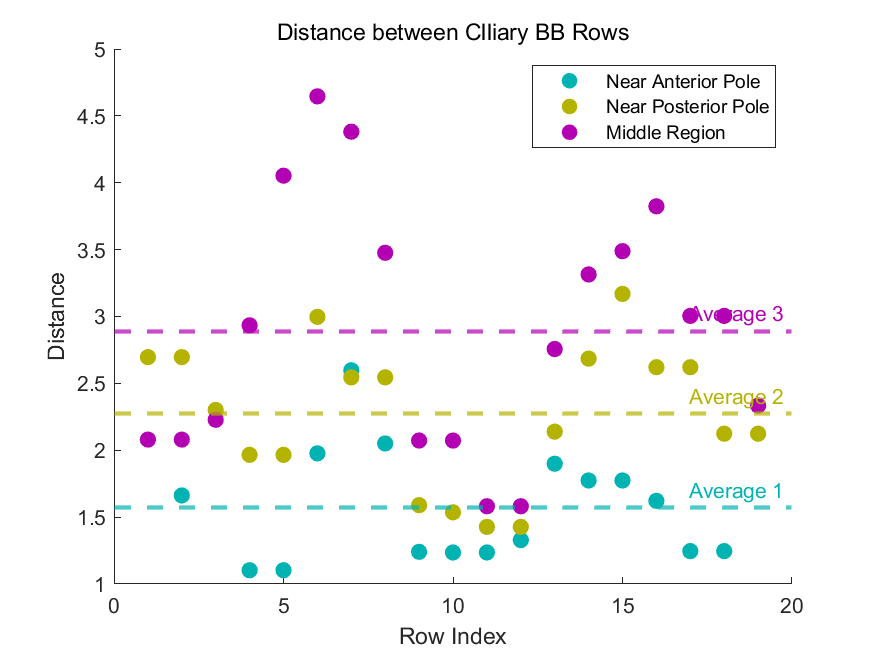 Distance between CIliary BB Rows
5
4.5
4
3.5
3
2.5
2
1.5
1
Distance
Near Anterior Pole
Near Posterior Pole
Middle Region
Average 3
Average 2
Average 1
0
5
10
15
20
Row Index